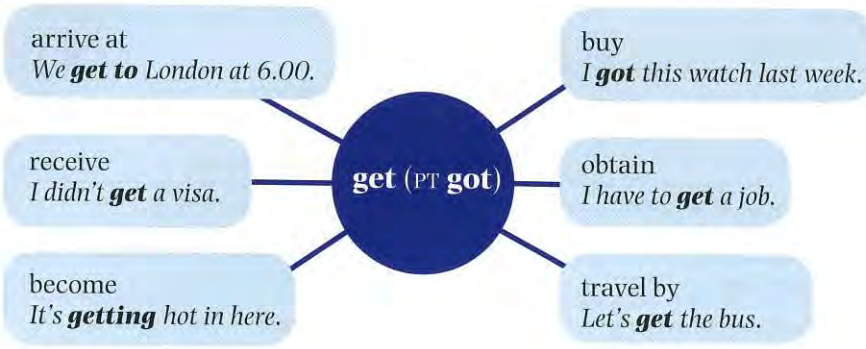 arrive at
We get to London at 6.00.
buy
I got this watch last week.
receive
I didn't get a visa.
get (PT got)
obtain
I have to get a job.
become
It's getting hot in here.
travel by
Let's get the bus.